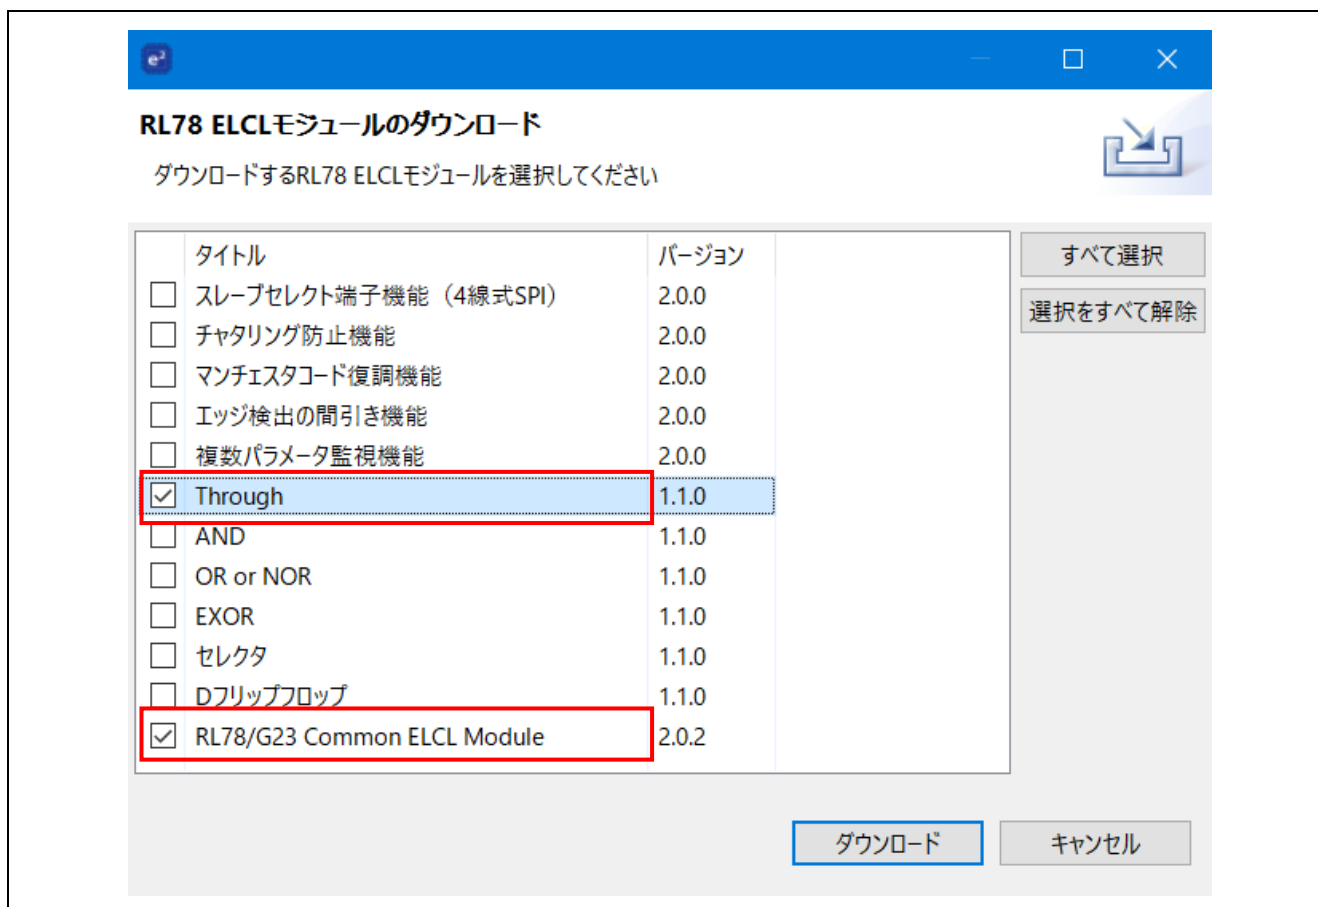 e²
RL78 ELCLモジュールのダウンロード
ダウンロードするRL78 ELCLモジュールを選択してください
タイトル バージョン
スレーブセレクト端子機能（4線式SPI） 2.0.0
チャタリング防止機能 2.0.0
マンチェスタコード復調機能 2.0.0
エッジ検出の間引き機能 2.0.0
複数パラメータ監視機能 2.0.0
Through 1.1.0
AND 1.1.0
OR or NOR 1.1.0
EXOR 1.1.0
セレクタ 1.1.0
Dフリップフロップ 1.1.0
RL78/G23 Common ELCL Module 2.0.2
すべて選択
選択をすべて解除
ダウンロード キャンセル